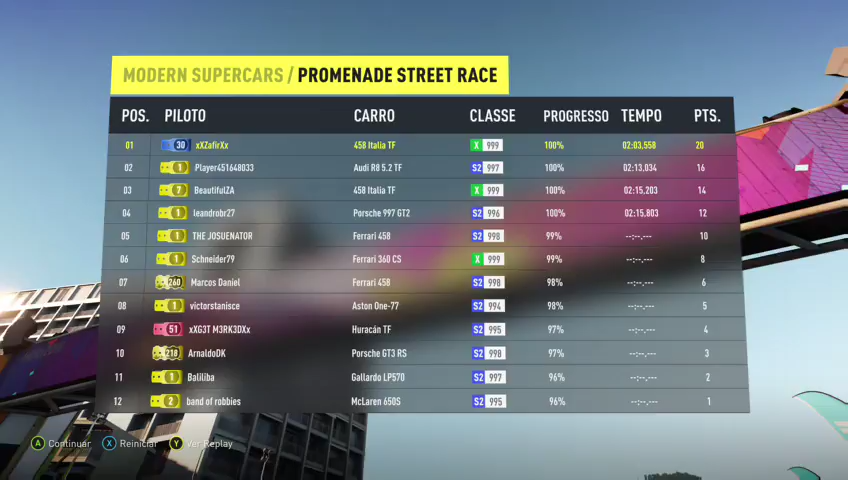 MODERN SUPERCARS / PROMENADE STREET RACE
POS. PILOTO CARRO CLASSE PROGRESSO TEMPO PTS.
01 30 xXZafirXx 458 Italia TF X 999 100% 02:03,558 20
02 1 Player451648033 Audi R8 5.2 TF S2 997 100% 02:13,034 16
03 7 BeautifulZA 458 Italia TF X 999 100% 02:15,203 14
04 1 leandrobr27 Porsche 997 GT2 S2 996 100% 02:15,803 12
05 1 THE JOSUENATOR Ferrari 458 S2 998 99% --:--.--- 10
06 1 Schneider79 Ferrari 360 CS X 999 99% --:--.--- 8
07 260 Marcos Daniel Ferrari 458 S2 998 98% --:--.--- 6
08 1 victorstanisce Aston One-77 S2 994 98% --:--.--- 5
09 51 xXG3T M3RK3DXx Huracán TF S2 995 97% --:--.--- 4
10 218 ArnaldoDK Porsche GT3 RS S2 998 97% --:--.--- 3
11 1 Baliliba Gallardo LP570 S2 997 96% --:--.--- 2
12 2 band of robbies McLaren 650S S2 995 96% --:--.--- 1
A Continuar X Reiniciar Y Ver Replay